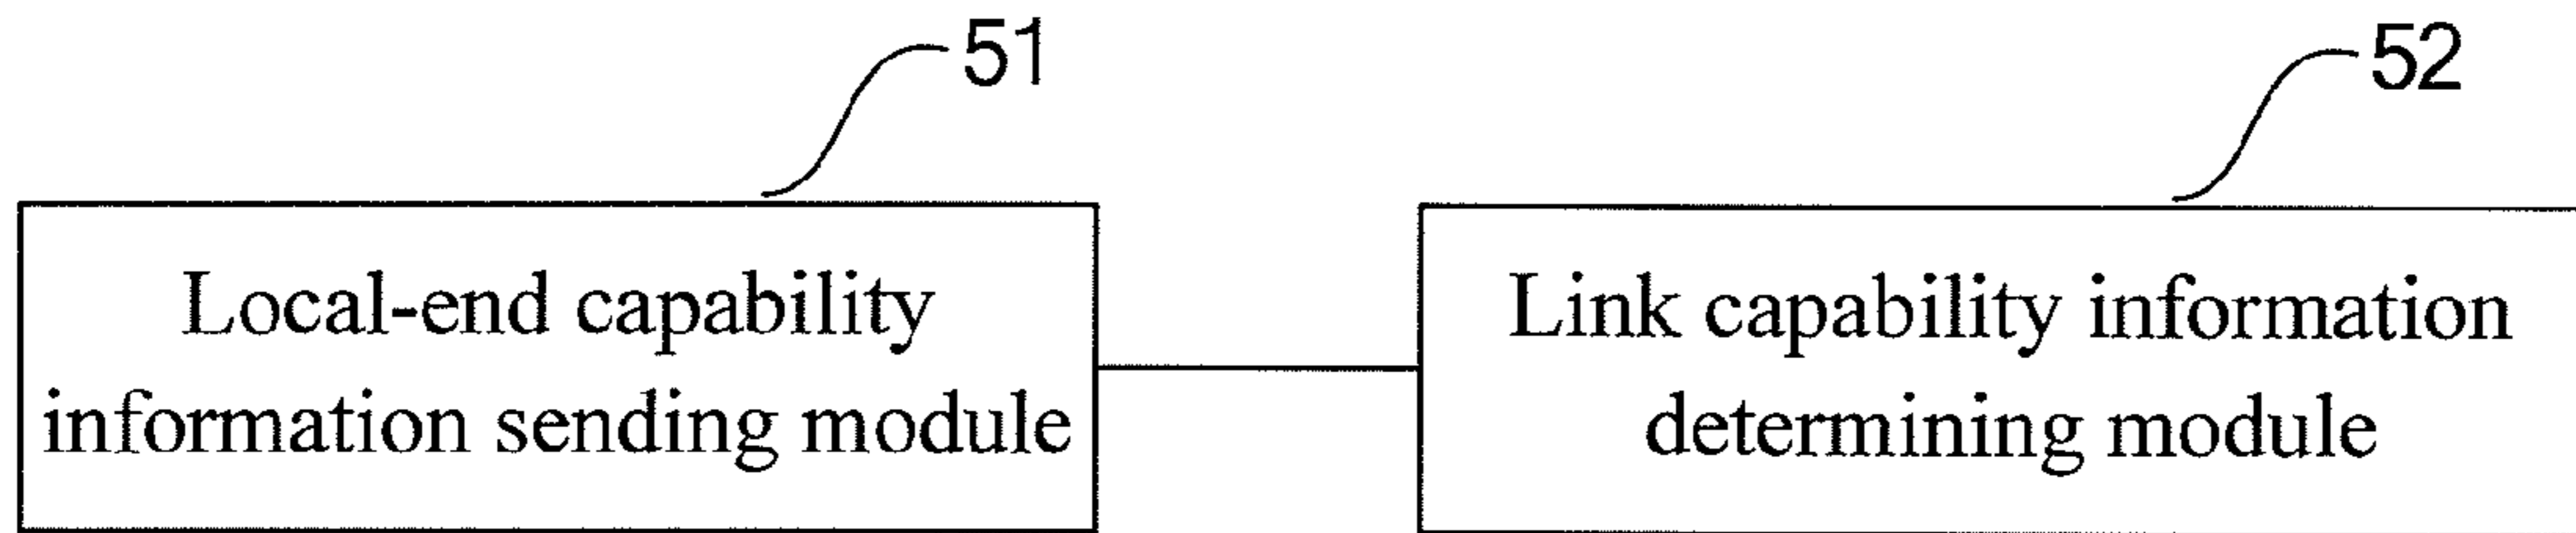 51
52
Local-end capability
information sending module
Link capability information
determining module